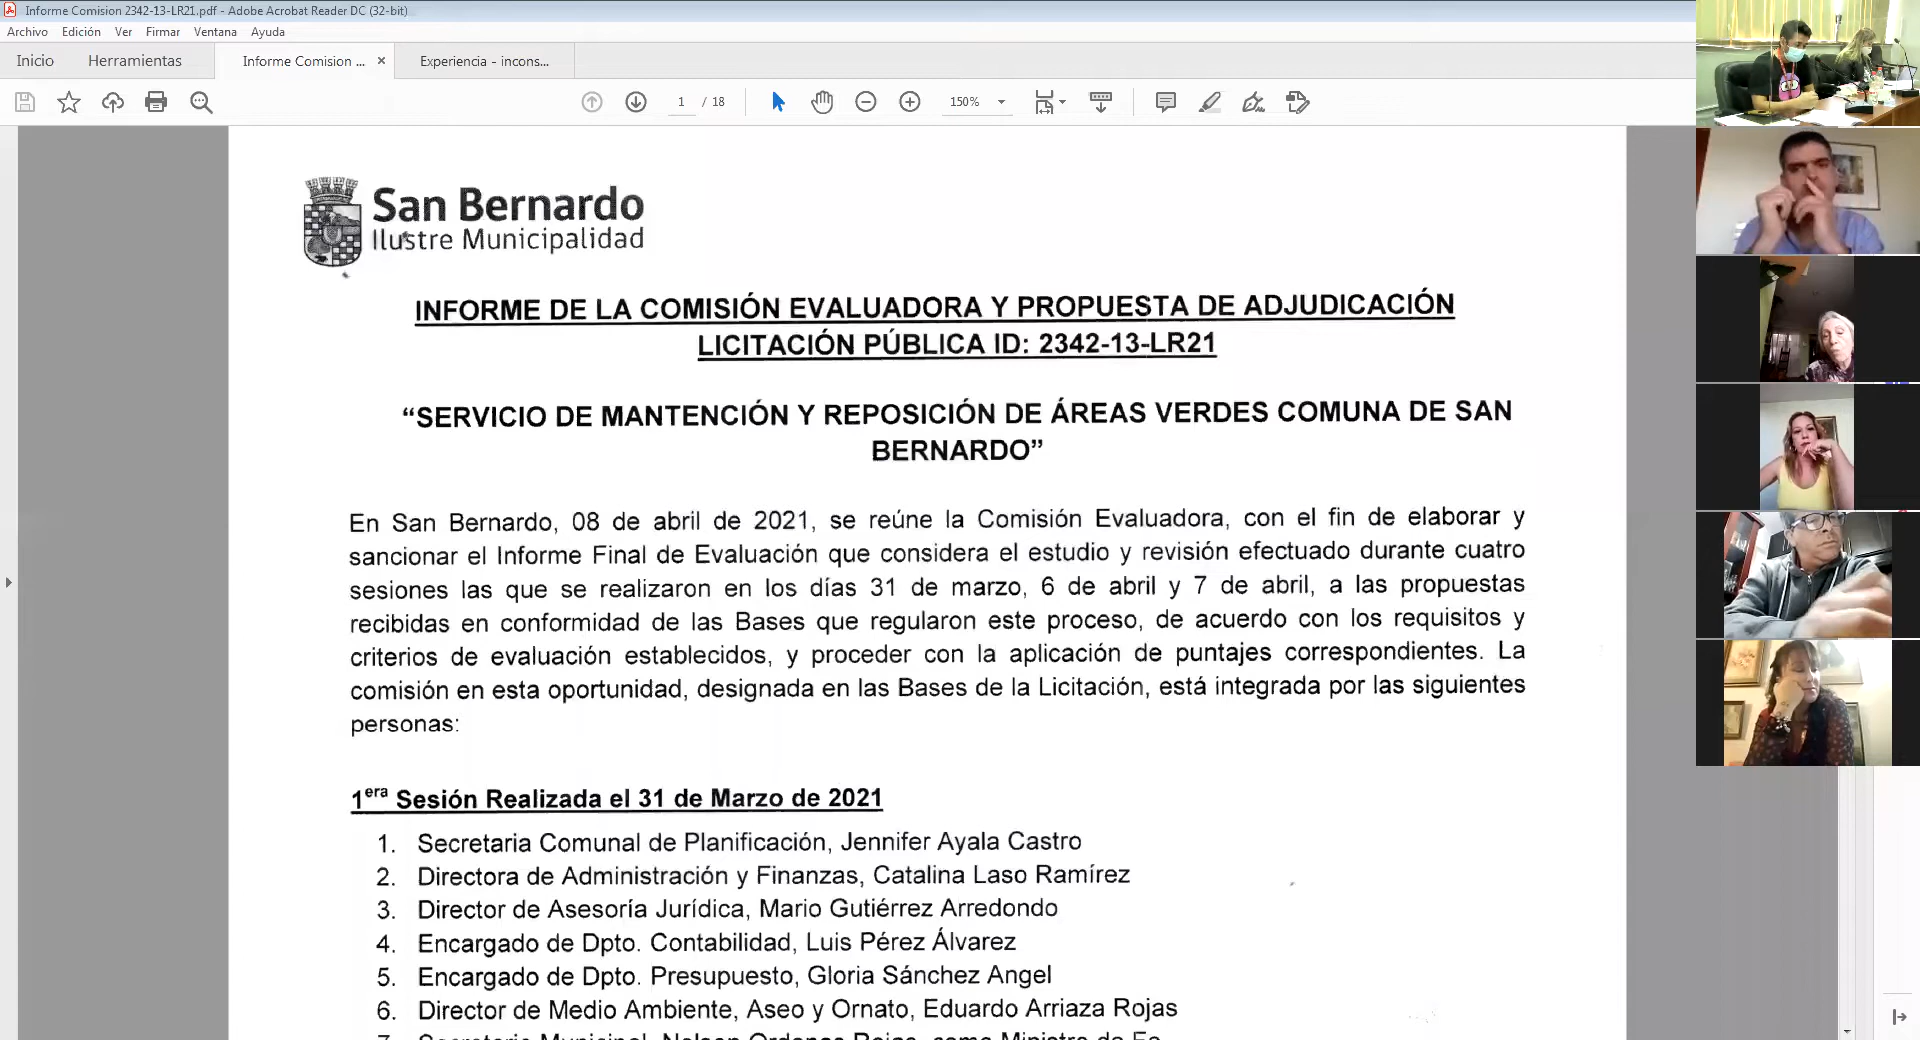 Informe Comision 2342-13-LR21.pdf - Adobe Acrobat Reader DC (32-bit)
Archivo Edición Ver Firmar Ventana Ayuda
Inicio Herramientas Informe Comision ... × Experiencia - incons...
1 / 18 150%
San Bernardo
Ilustre Municipalidad
INFORME DE LA COMISIÓN EVALUADORA Y PROPUESTA DE ADJUDICACIÓN
LICITACIÓN PÚBLICA ID: 2342-13-LR21
“SERVICIO DE MANTENCIÓN Y REPOSICIÓN DE ÁREAS VERDES COMUNA DE SAN
BERNARDO”
En San Bernardo, 08 de abril de 2021, se reúne la Comisión Evaluadora, con el fin de elaborar y
sancionar el Informe Final de Evaluación que considera el estudio y revisión efectuado durante cuatro
sesiones las que se realizaron en los días 31 de marzo, 6 de abril y 7 de abril, a las propuestas
recibidas en conformidad de las Bases que regularon este proceso, de acuerdo con los requisitos y
criterios de evaluación establecidos, y proceder con la aplicación de puntajes correspondientes. La
comisión en esta oportunidad, designada en las Bases de la Licitación, está integrada por las siguientes
personas:
1era Sesión Realizada el 31 de Marzo de 2021
1. Secretaria Comunal de Planificación, Jennifer Ayala Castro
2. Directora de Administración y Finanzas, Catalina Laso Ramírez
3. Director de Asesoría Jurídica, Mario Gutiérrez Arredondo
4. Encargado de Dpto. Contabilidad, Luis Pérez Álvarez
5. Encargado de Dpto. Presupuesto, Gloria Sánchez Angel
6. Director de Medio Ambiente, Aseo y Ornato, Eduardo Arriaza Rojas
7. Secretario Municipal, Nelson Ordenes Rojas, como Ministro de Fe